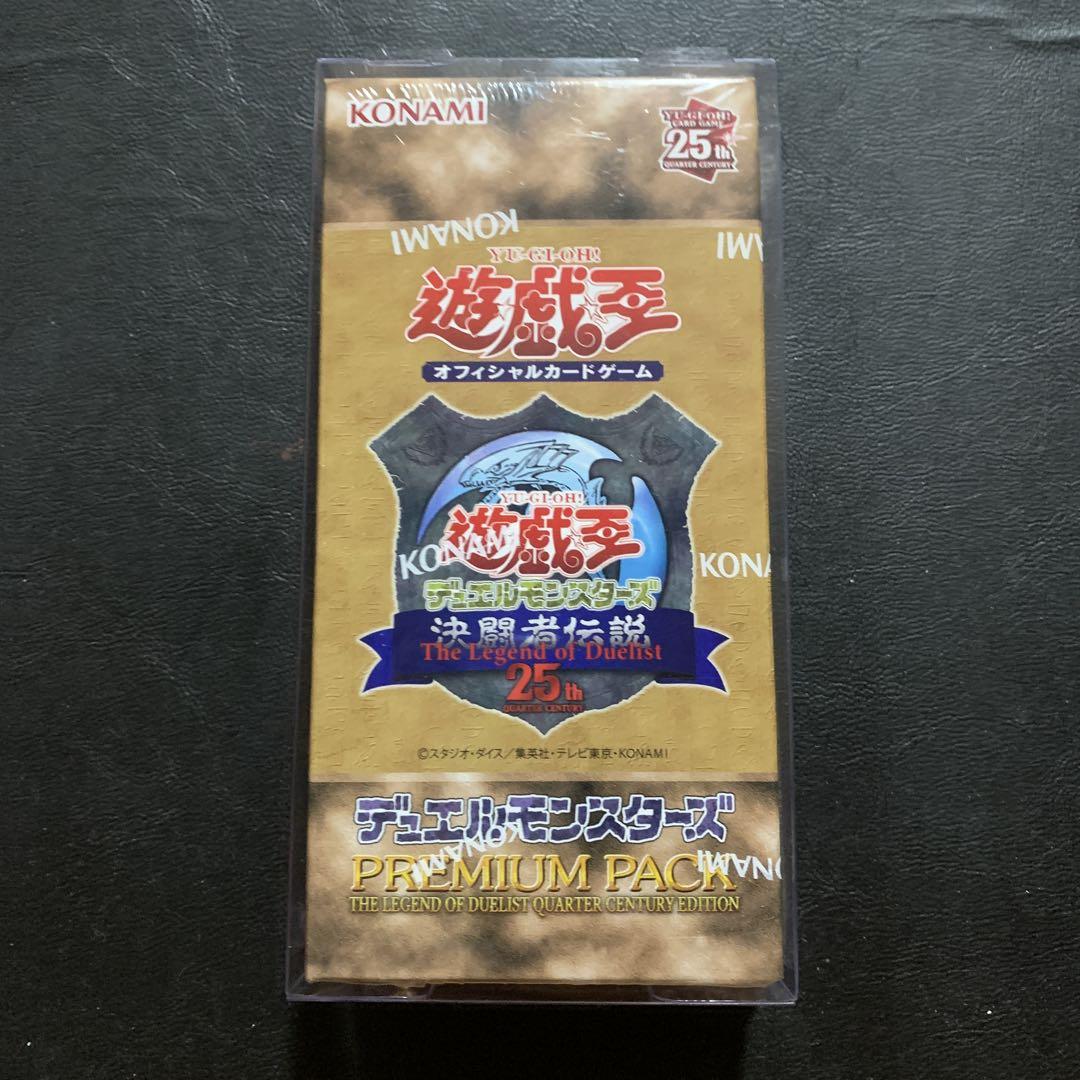 KONAMI
YU-GI-OH!
CARD GAME
25th
QUARTER CENTURY
KONAMI
YU-GI-OH!
遊戯王
オフィシャルカードゲーム
YU-GI-OH!
遊戯王
KONAMI
KONA
デュエルモンスターズ
決闘者伝説
The Legend of Duelist
25th
QUARTER CENTURY
©スタジオ・ダイス/集英社・テレビ東京・KONAMI
デュエルモンスターズ
KONAMI
PREMIUM PACK
THE LEGEND OF DUELIST QUARTER CENTURY EDITION